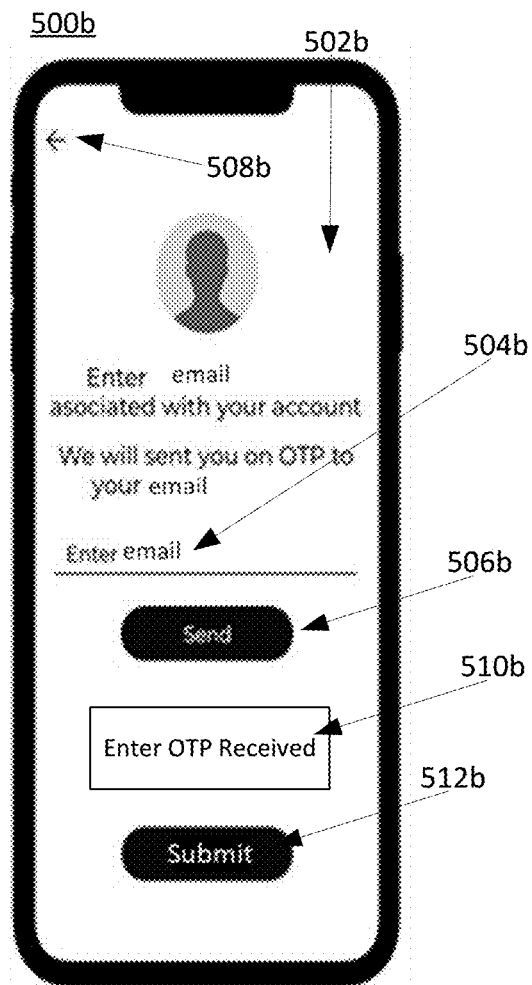 500b
502b
508b
504b
Enter email
asociated with your account
We will sent you on OTP to
your email
Enter email
506b
Send
510b
Enter OTP Received
512b
Submit